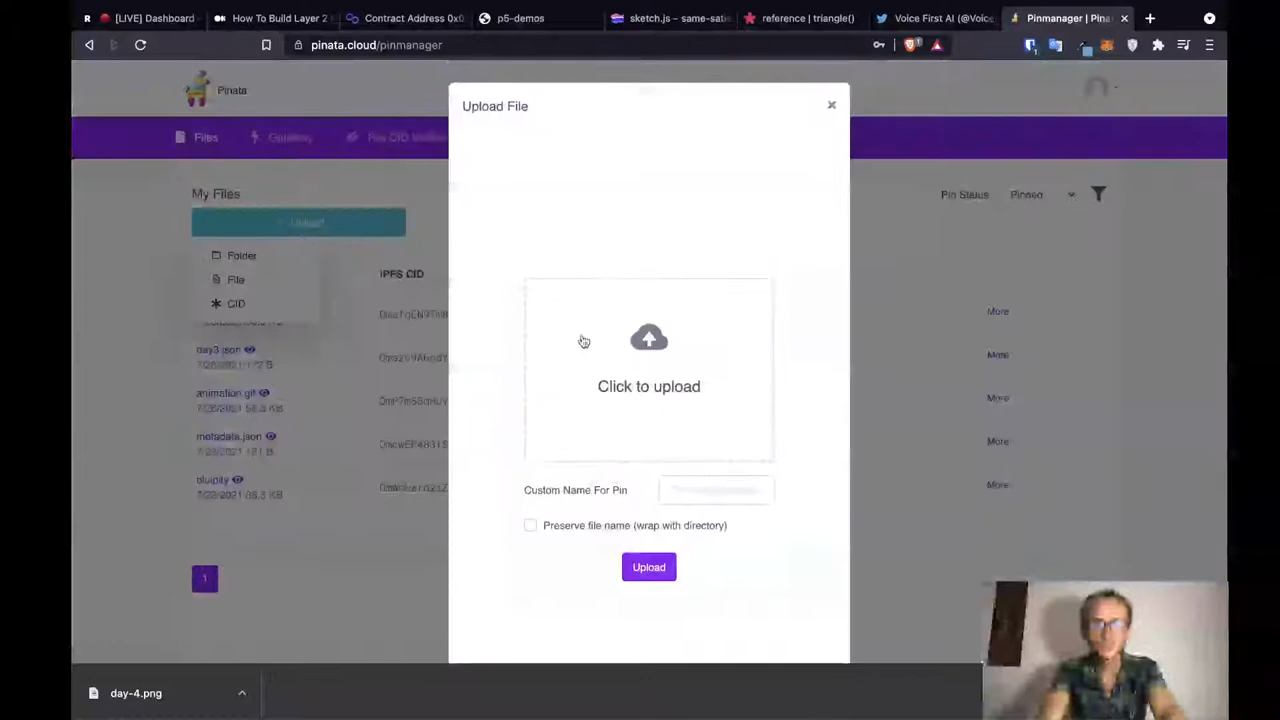 [LIVE] Dashboard
How To Build Layer 2
Contract Address 0x0
p5-demos
sketch.js – same-sati
reference | triangle()
Voice First AI (@Voice
Pinmanager | Pina
pinata.cloud/pinmanager
Pinata
Upload File
Files
Gateway
My Files
Pin Status
Pinned
Folder
IPFS CID
File
CID
More
day3.json
More
animation.gif
More
metadata.json
More
More
Click to upload
Custom Name For Pin
Preserve file name (wrap with directory)
Upload
1
day-4.png